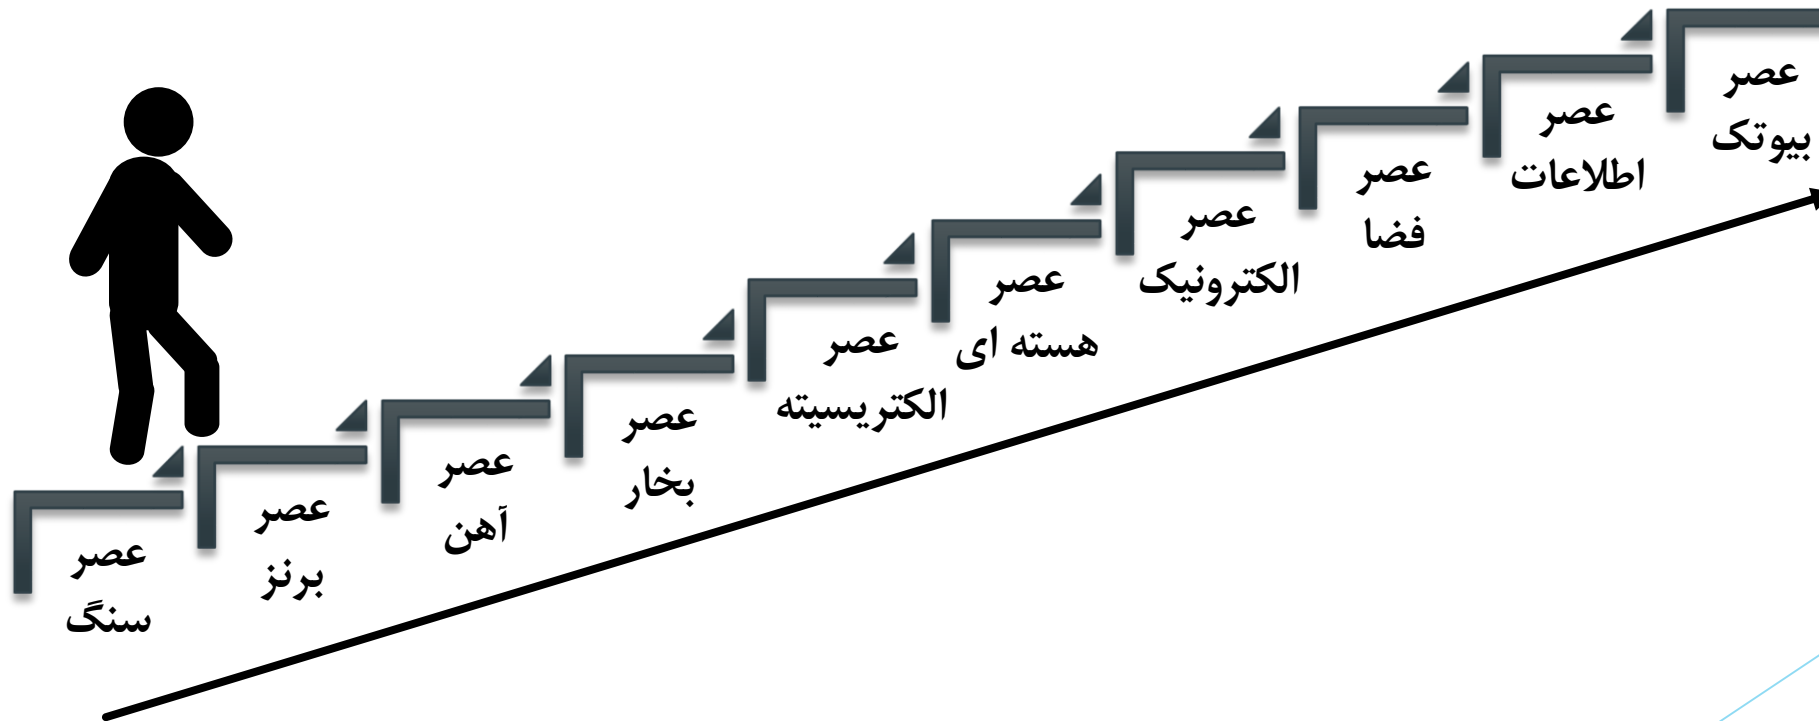 عصر
سنگ
عصر
برنز
عصر
آهن
عصر
بخار
عصر
الکتریسیته
عصر
هسته ای
عصر
الکترونیک
عصر
فضا
عصر
اطلاعات
عصر
بیوتک